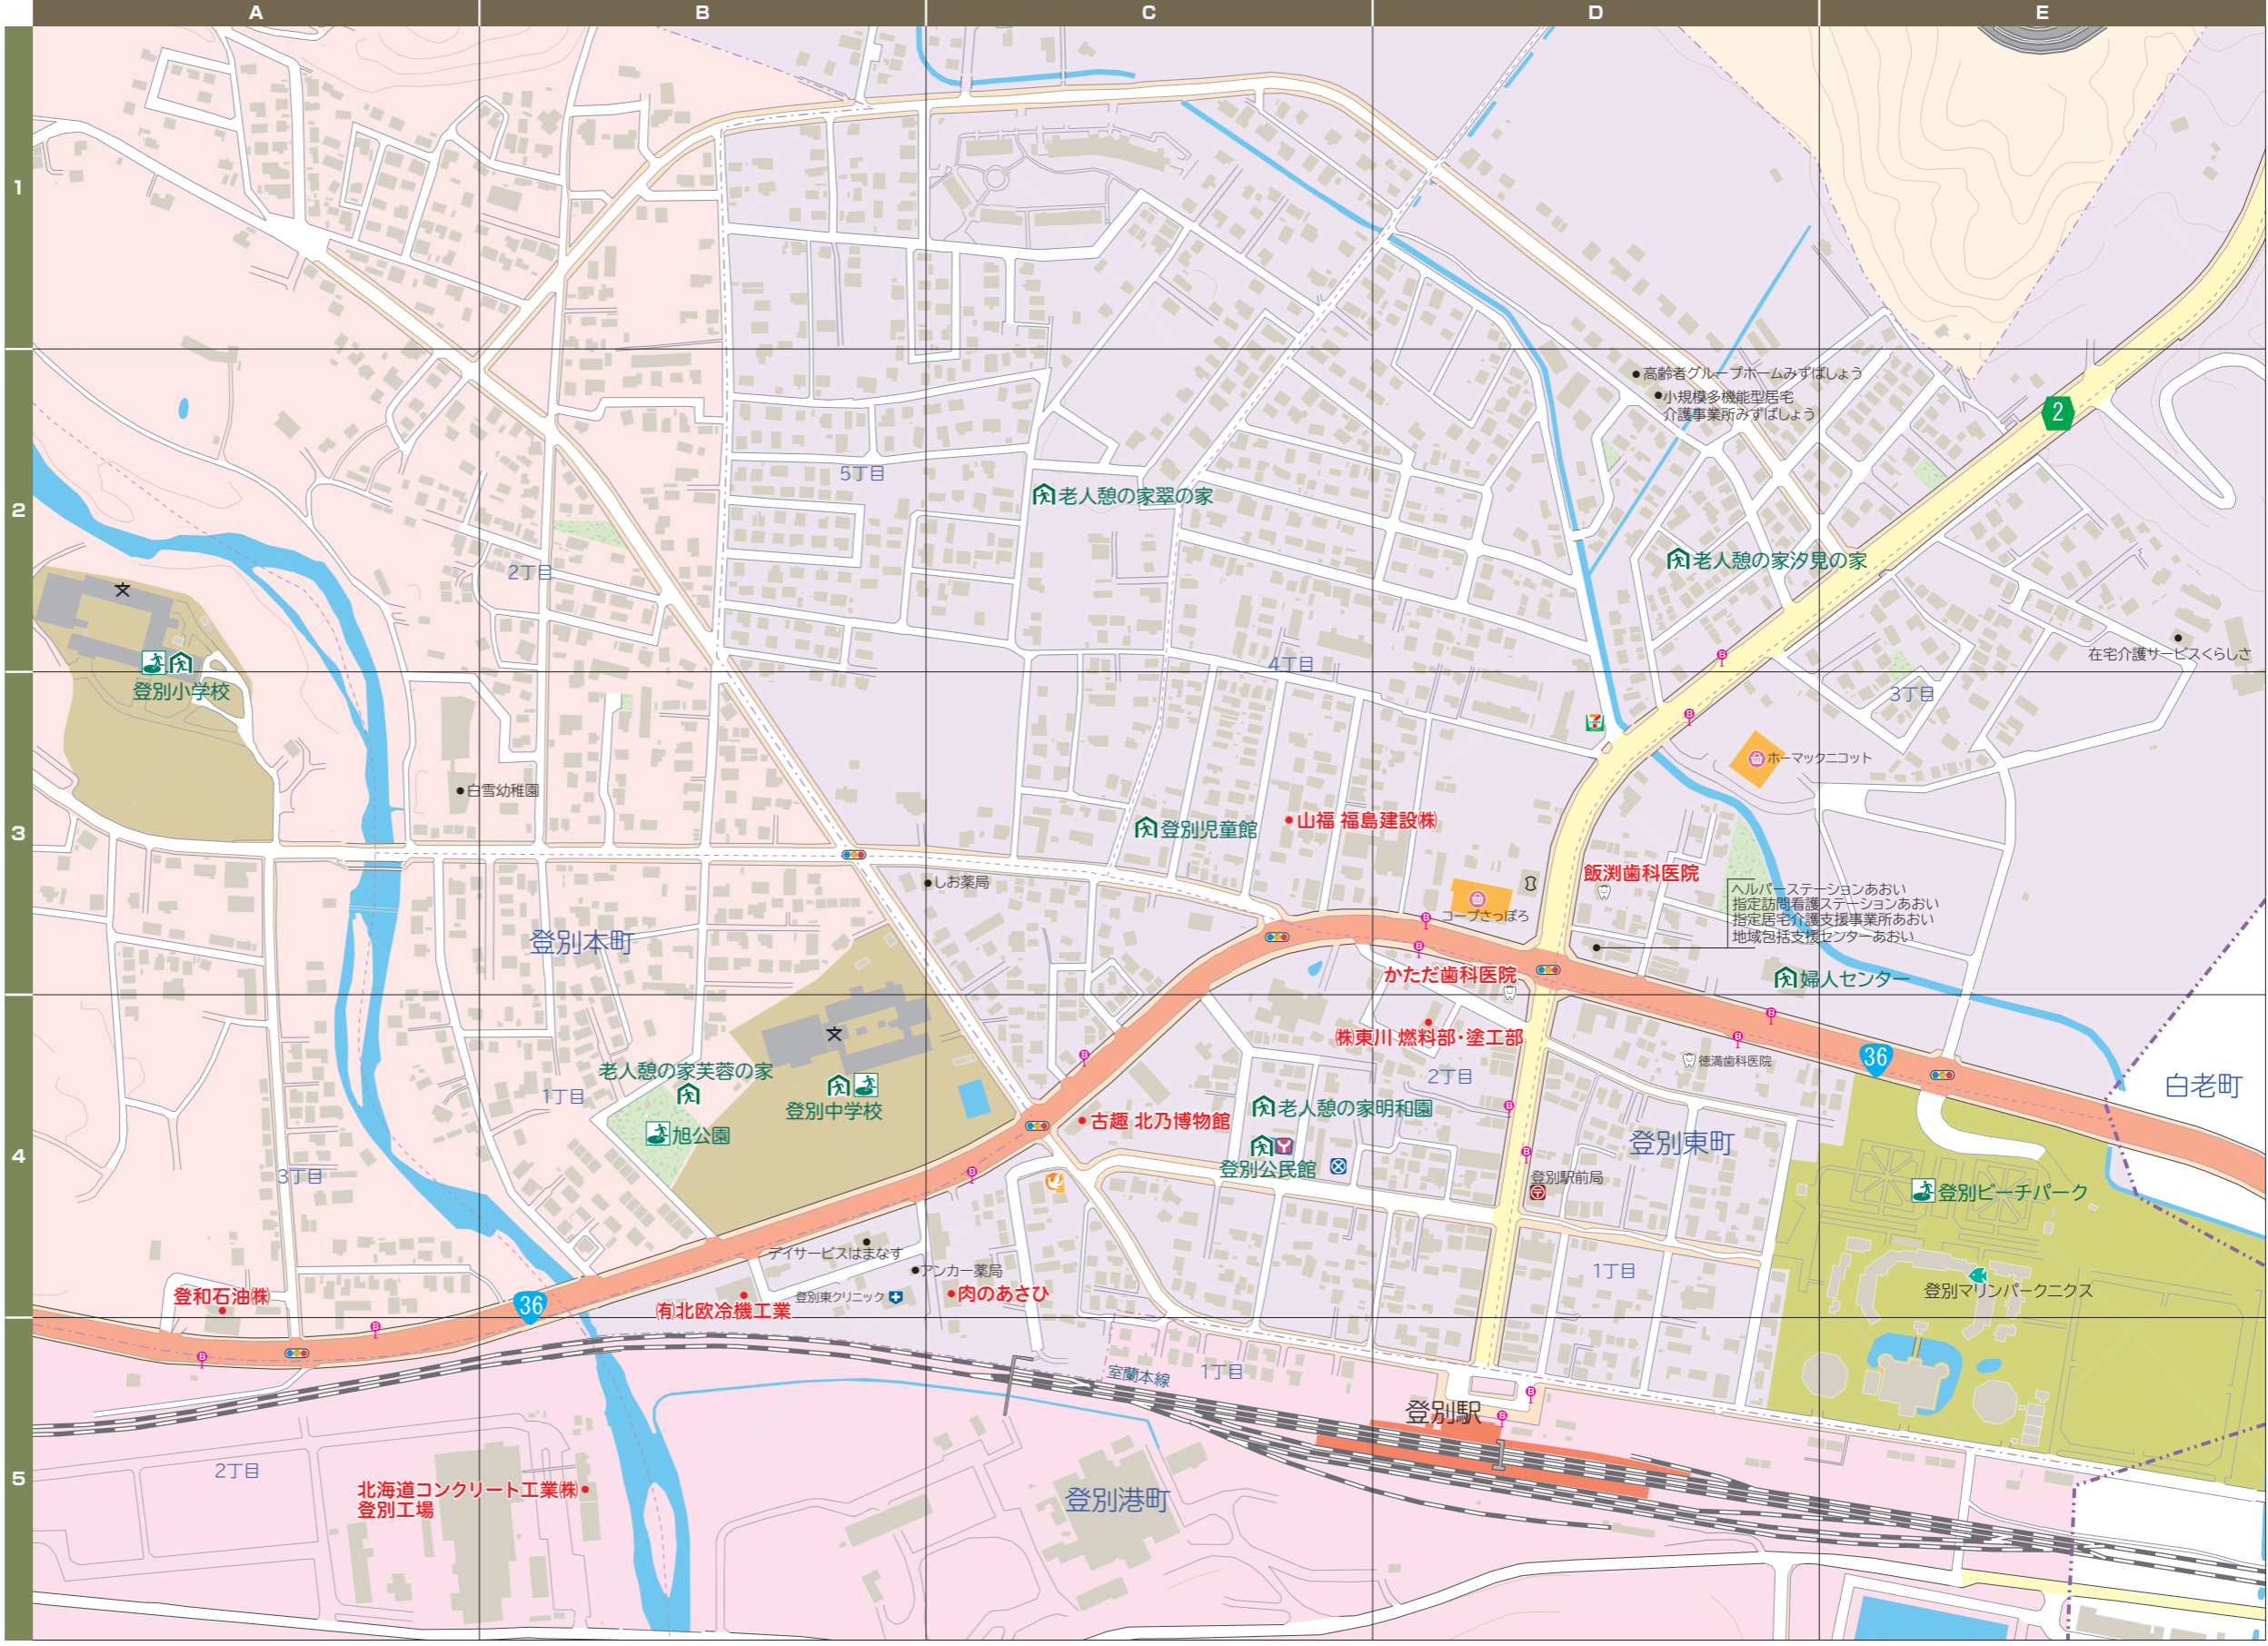 A B C D E
1
高齢者グループホームみずばしょう
小規模多機能型居宅
介護事業所みずばしょう
2
5丁目
老人憩の家翠の家
2
老人憩の家汐見の家
2丁目
在宅介護サービスくらしさ
4丁目
登別小学校
3丁目
ホーマックニコット
白雪幼稚園
山福 福島建設㈱
登別児童館
3
飯渕歯科医院
しお薬局
ヘルパーステーションあおい
指定訪問看護ステーションあおい
指定居宅介護支援事業所あおい
地域包括支援センターあおい
コープさっぽろ
登別本町
かただ歯科医院
婦人センター
㈱東川 燃料部・塗工部
徳満歯科医院
36
老人憩の家芙蓉の家
2丁目
白老町
1丁目
登別中学校
老人憩の家明和園
古趣 北乃博物館
旭公園
登別東町
4
登別公民館
3丁目
登別駅前局
登別ビーチパーク
デイサービスはまなす
アンカー薬局
1丁目
登別マリンパークニクス
登和石油㈱
肉のあさひ
登別東クリニック
36
㈲北欧冷機工業
室蘭本線
1丁目
登別駅
2丁目
5
北海道コンクリート工業㈱
登別工場
登別港町